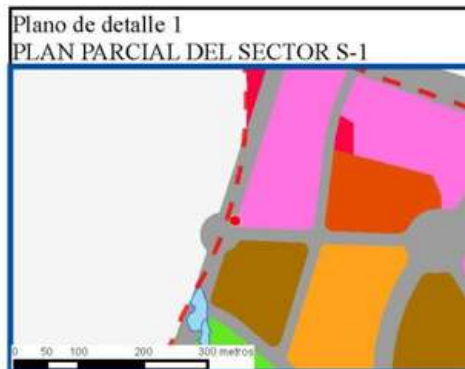 Plano de detalle 1
PLAN PARCIAL DEL SECTOR S-1
0 50 100 200 300 metros